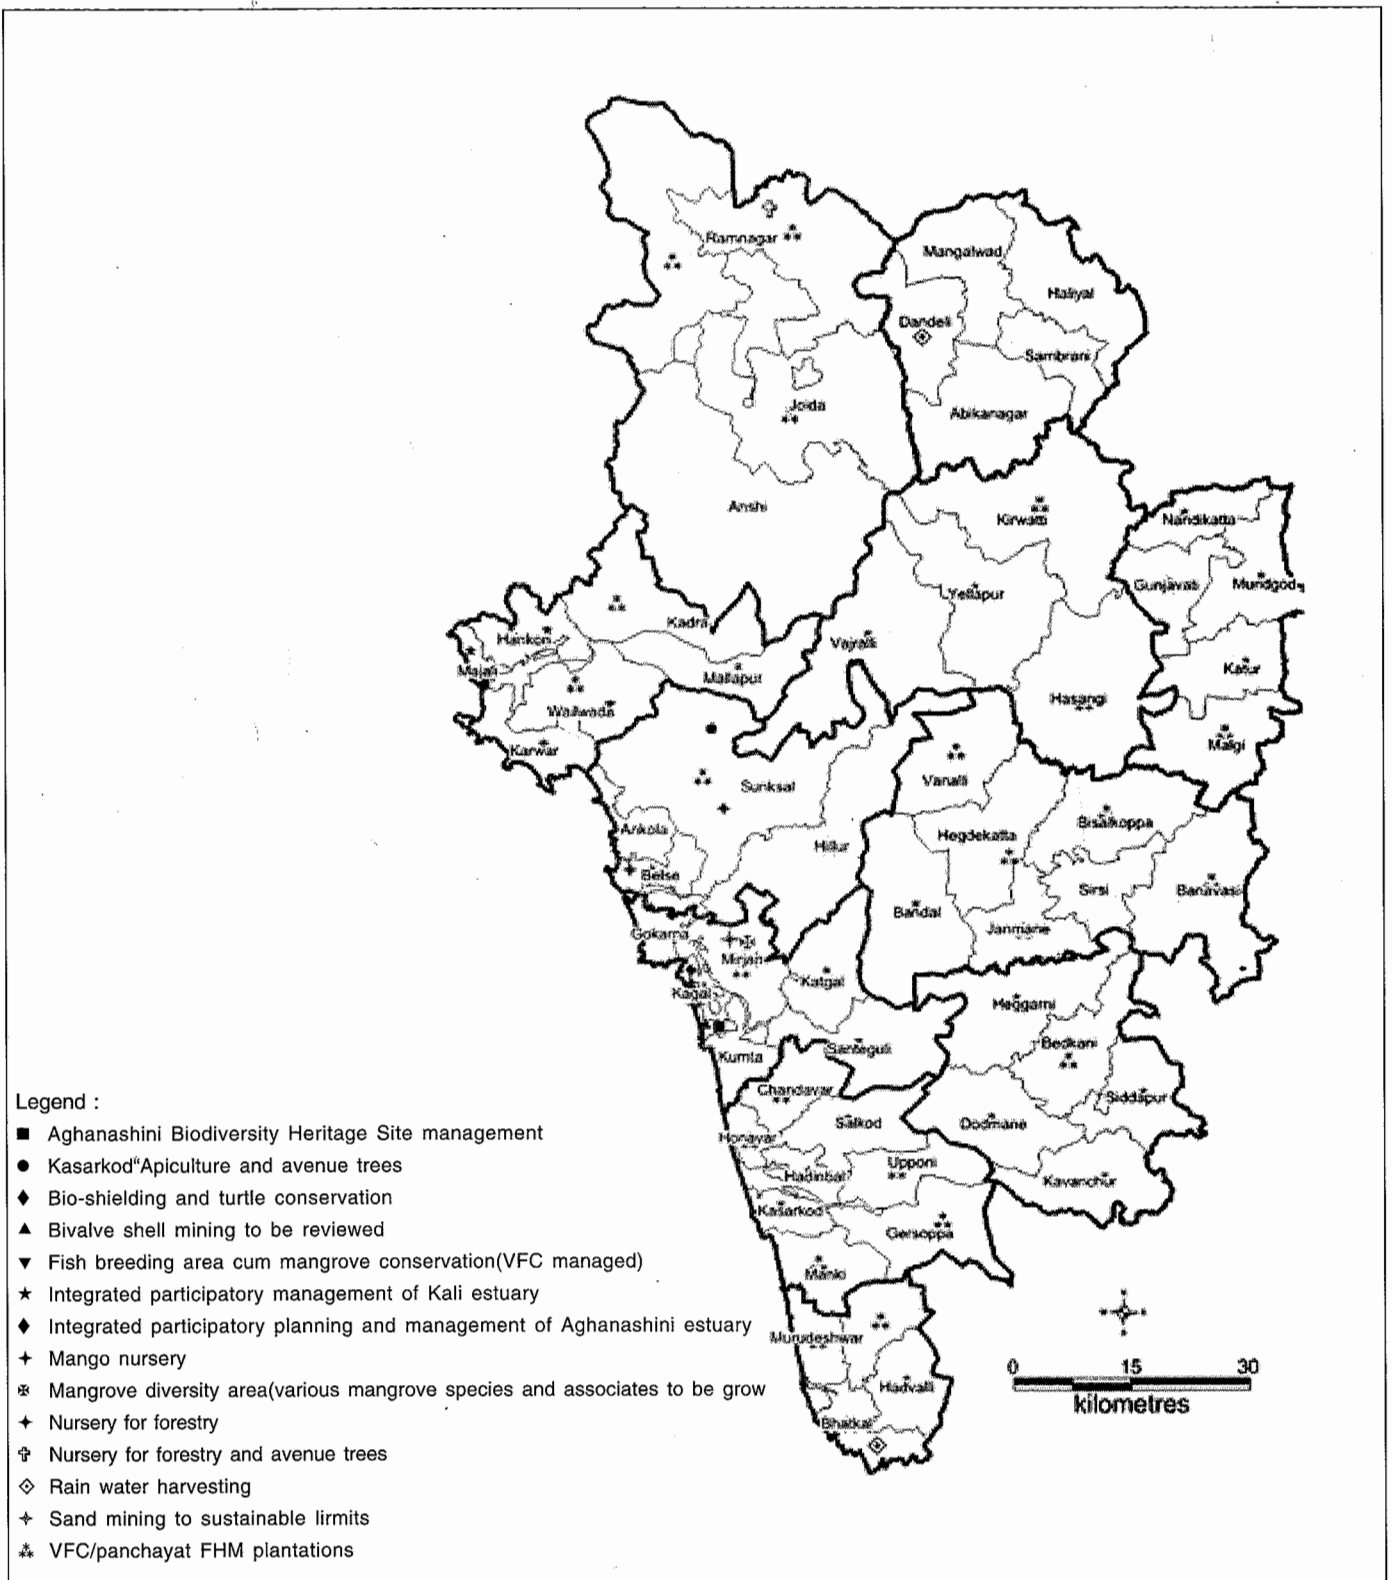 Ramnagar
Mangalwad
Haliyal
Dandeli
Sambrani
Joida
Abikanagar
Anshi
Kirwatti
Nandikatta
Gunjavati
Mundgod
Yellapur
Kadra
Hankon
Vajralli
Majali
Mallapur
Katur
Hasangi
Wailwada
Karwar
Malgi
Sunksal
Vanalli
Ankola
Hegdekatta
Bisalkoppa
Hillur
Belse
Sirsi
Banavasi
Bandal
Gokarna
Janmane
Mirjan
Katgal
Kagal
Heggarni
Bedkani
Kumta
Santeguli
Chandavar
Siddapur
Salkod
Dodmane
Honavar
Upponi
Hadinbal
Kavanchur
Kasarkod
Gersoppa
Manki
Murudeshwar
Hadvalli
Bhatkal
0 15 30
kilometres
Legend :
Aghanashini Biodiversity Heritage Site management
Kasarkod“Apiculture and avenue trees
Bio-shielding and turtle conservation
Bivalve shell mining to be reviewed
Fish breeding area cum mangrove conservation(VFC managed)
Integrated participatory management of Kali estuary
Integrated participatory planning and management of Aghanashini estuary
Mango nursery
Mangrove diversity area(various mangrove species and associates to be grow
Nursery for forestry
Nursery for forestry and avenue trees
Rain water harvesting
Sand mining to sustainable lirmits
VFC/panchayat FHM plantations